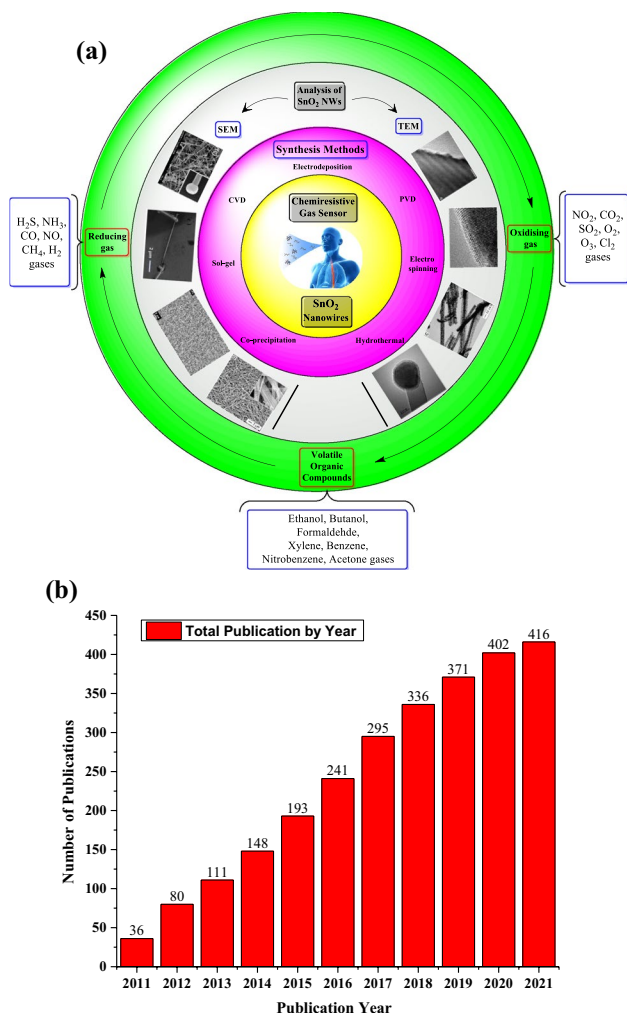 (a)
Analysis of
SnO₂ NWs
SEM
TEM
Synthesis Methods
Electrodeposition
CVD
PVD
Chemiresistive
Gas Sensor
H₂S, NH₃,
CO, NO,
CH₄, H₂
gases
Reducing
gas
Oxidising
gas
NO₂, CO₂,
SO₂, O₂,
O₃, Cl₂
gases
Sol-gel
Electro
spinning
SnO₂
Nanowires
Co-precipitation
Hydrothermal
Volatile
Organic
Compounds
Ethanol, Butanol,
Formaldehde,
Xylene, Benzene,
Nitrobenzene, Acetone gases
(b)
Total Publication by Year
Number of Publications
450
400
350
300
250
200
150
100
50
0
36
80
111
148
193
241
295
336
371
402
416
2011 2012 2013 2014 2015 2016 2017 2018 2019 2020 2021
Publication Year